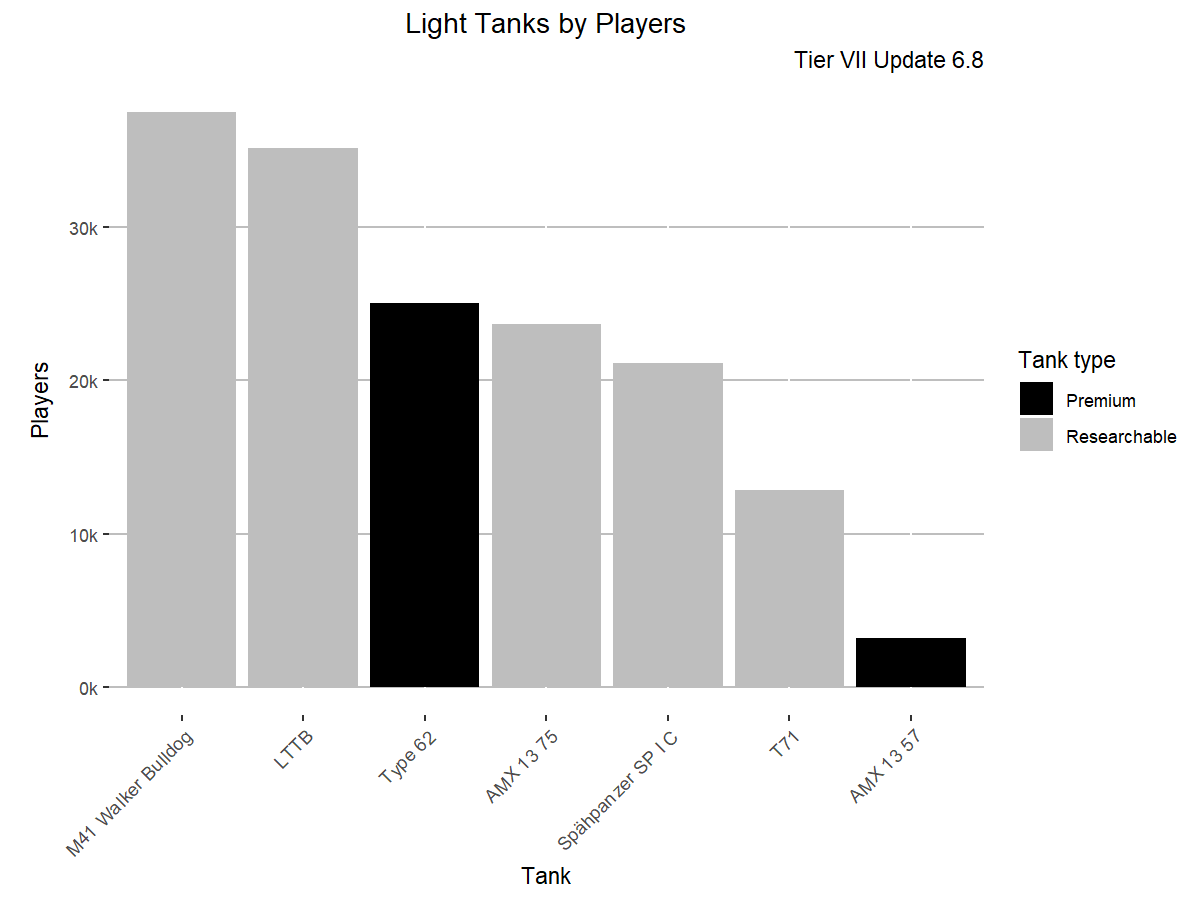 Light Tanks by Players
Tier VII Update 6.8
30k
20k
10k
0k
Players
M41 Walker Bulldog
LTTB
Type 62
AMX 13 75
Spähpanzer SP I C
T71
AMX 13 57
Tank
Tank type
Premium
Researchable